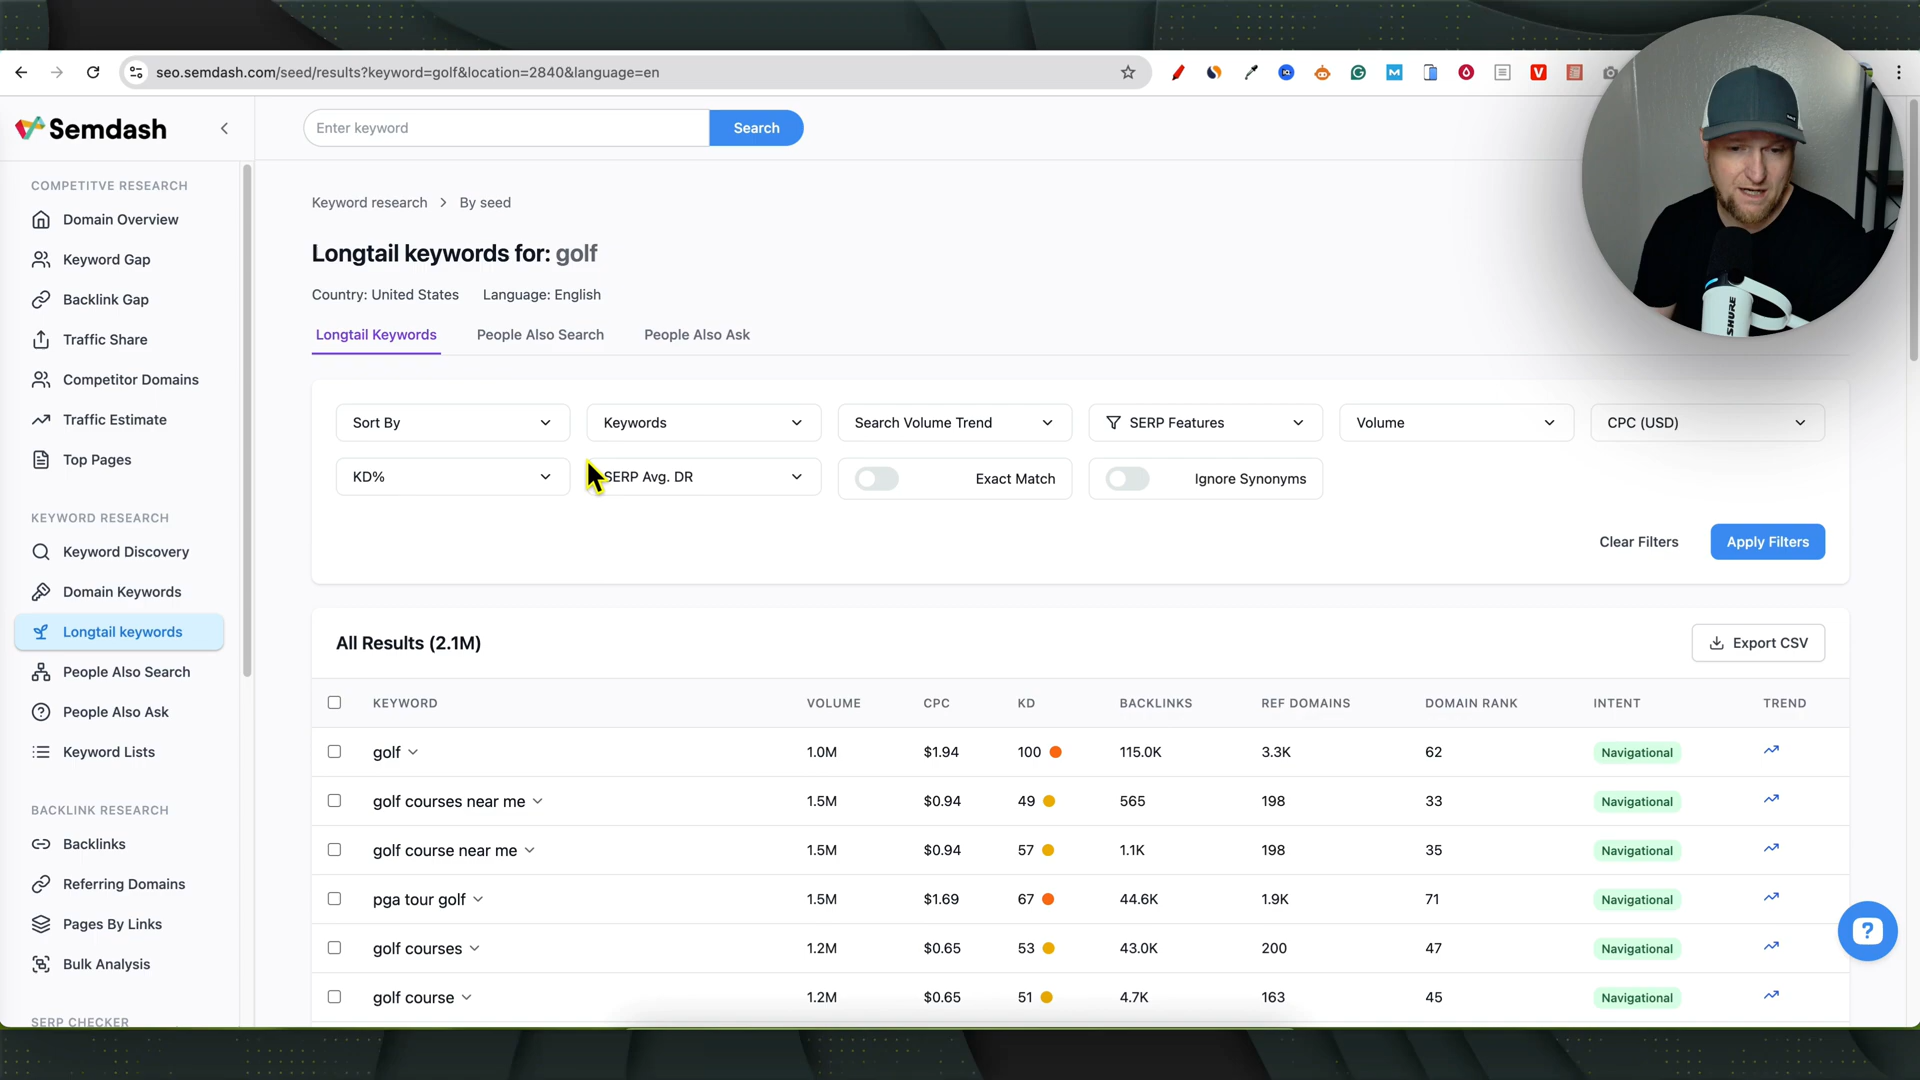 seo.semdash.com/seed/results?keyword=golf&location=2840&language=en
Semdash
Enter keyword
Search
COMPETITVE RESEARCH
Domain Overview
Keyword Gap
Backlink Gap
Traffic Share
Competitor Domains
Traffic Estimate
Top Pages
KEYWORD RESEARCH
Keyword Discovery
Domain Keywords
Longtail keywords
People Also Search
People Also Ask
Keyword Lists
BACKLINK RESEARCH
Backlinks
Referring Domains
Pages By Links
Bulk Analysis
SERP CHECKER
Keyword research > By seed
Longtail keywords for: golf
Country: United States Language: English
Longtail Keywords People Also Search People Also Ask
Sort By Keywords Search Volume Trend SERP Features Volume CPC (USD)
KD% SERP Avg. DR Exact Match Ignore Synonyms
Clear Filters Apply Filters
All Results (2.1M) Export CSV
KEYWORD VOLUME CPC KD BACKLINKS REF DOMAINS DOMAIN RANK INTENT TREND
golf 1.0M $1.94 100 115.0K 3.3K 62 Navigational
golf courses near me 1.5M $0.94 49 565 198 33 Navigational
golf course near me 1.5M $0.94 57 1.1K 198 35 Navigational
pga tour golf 1.5M $1.69 67 44.6K 1.9K 71 Navigational
golf courses 1.2M $0.65 53 43.0K 200 47 Navigational
golf course 1.2M $0.65 51 4.7K 163 45 Navigational
SHURE
?